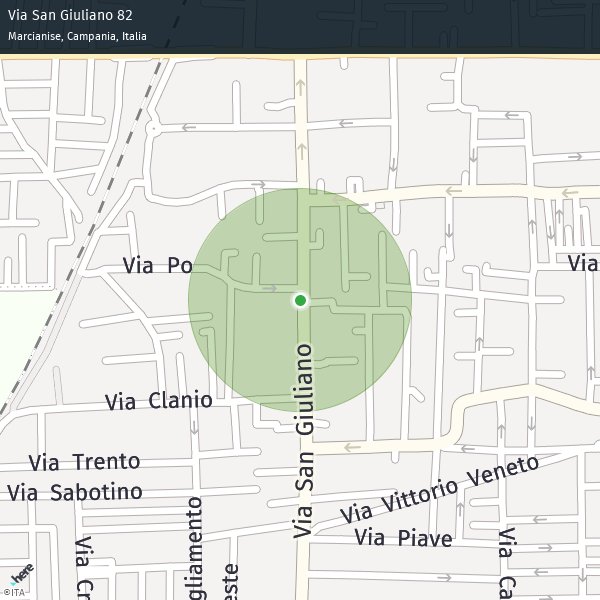 Via San Giuliano 82
Marcianise, Campania, Italia
Via Po
Via
Via Clanio
Via San Giuliano
Via Trento
Via Sabotino
Via Vittorio Veneto
Via Piave
gliamento
este
Via Cr
Via Ca
here
©ITA